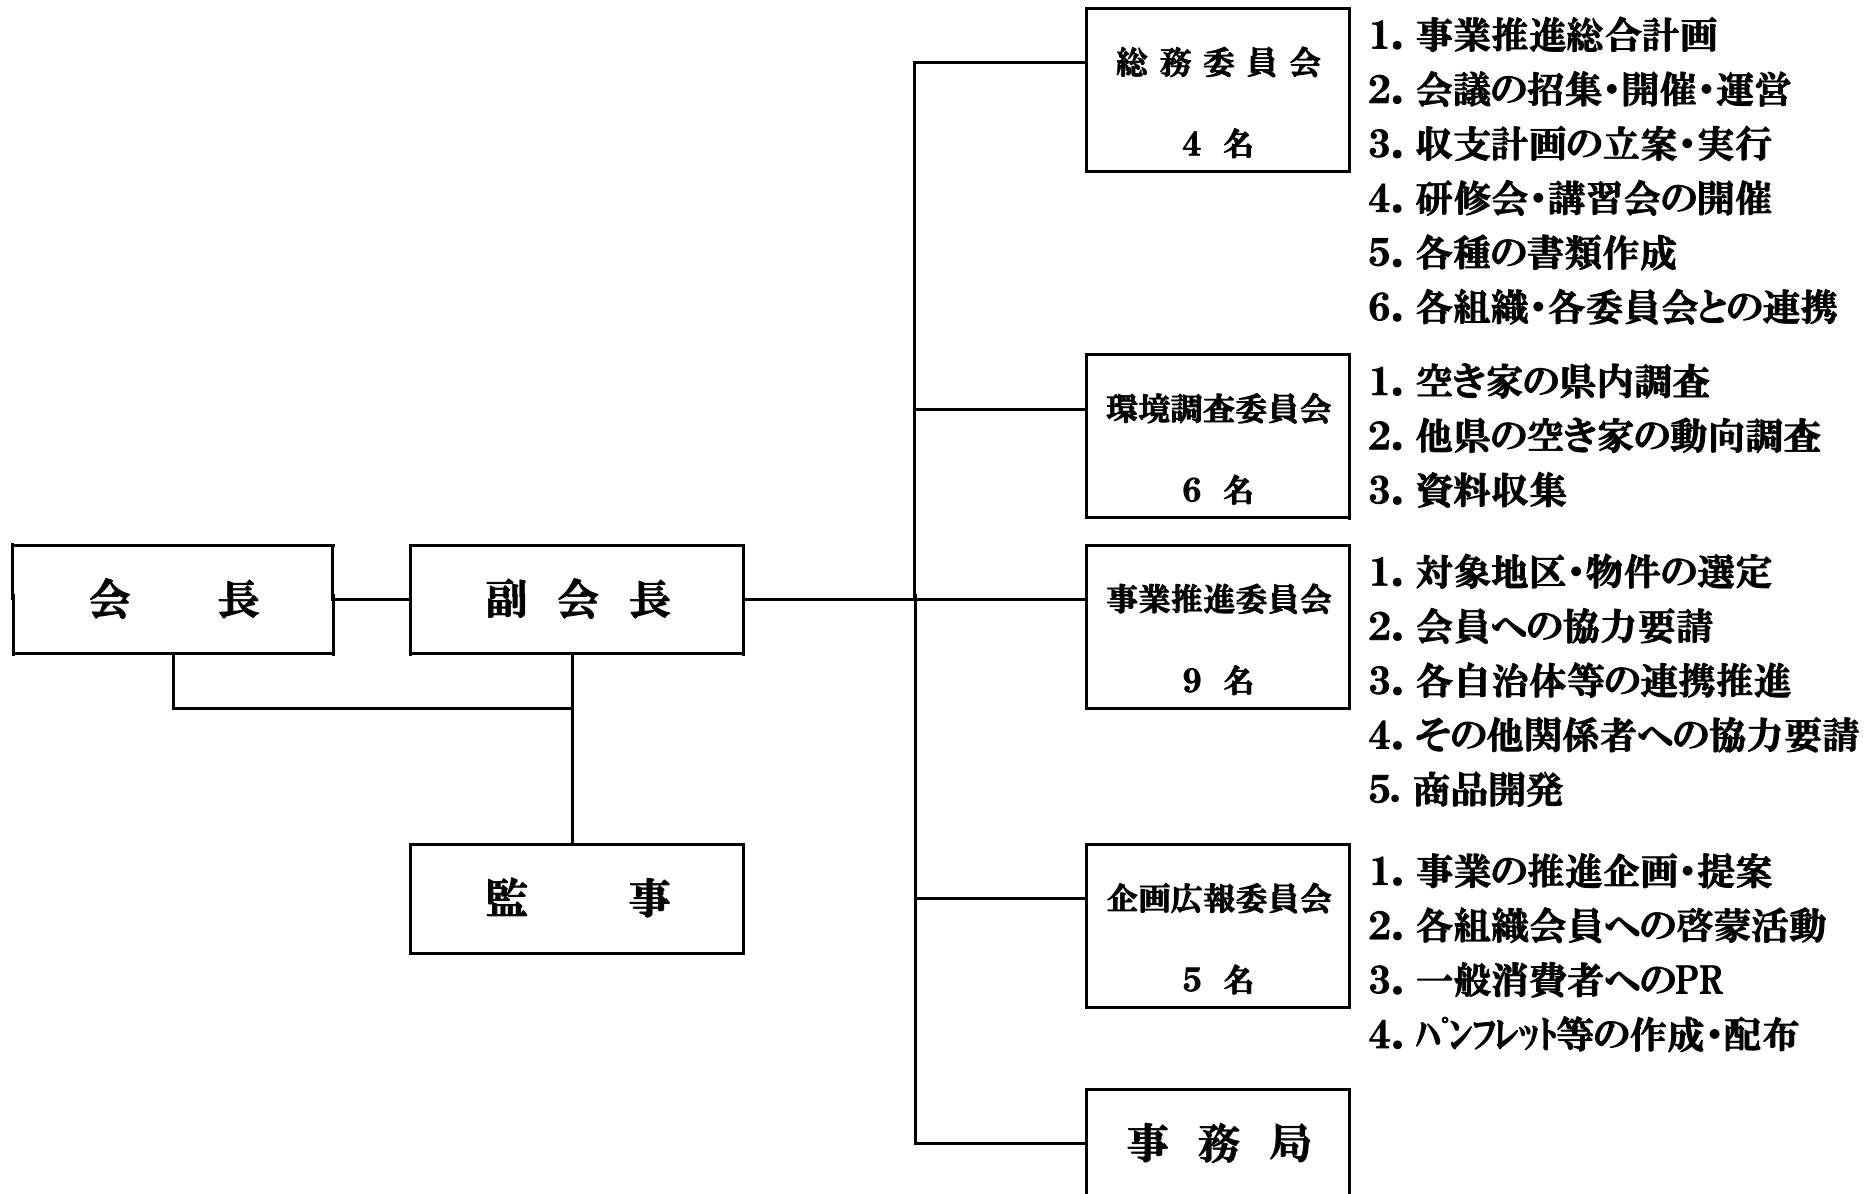 会 長
副 会 長
監 事
総 務 委 員 会
4 名
1. 事業推進総合計画
2. 会議の招集・開催・運営
3. 収支計画の立案・実行
4. 研修会・講習会の開催
5. 各種の書類作成
6. 各組織・各委員会との連携
環境調査委員会
6 名
1. 空き家の県内調査
2. 他県の空き家の動向調査
3. 資料収集
事業推進委員会
9 名
1. 対象地区・物件の選定
2. 会員への協力要請
3. 各自治体等の連携推進
4. その他関係者への協力要請
5. 商品開発
企画広報委員会
5 名
1. 事業の推進企画・提案
2. 各組織会員への啓蒙活動
3. 一般消費者へのPR
4. パンフレット等の作成・配布
事 務 局